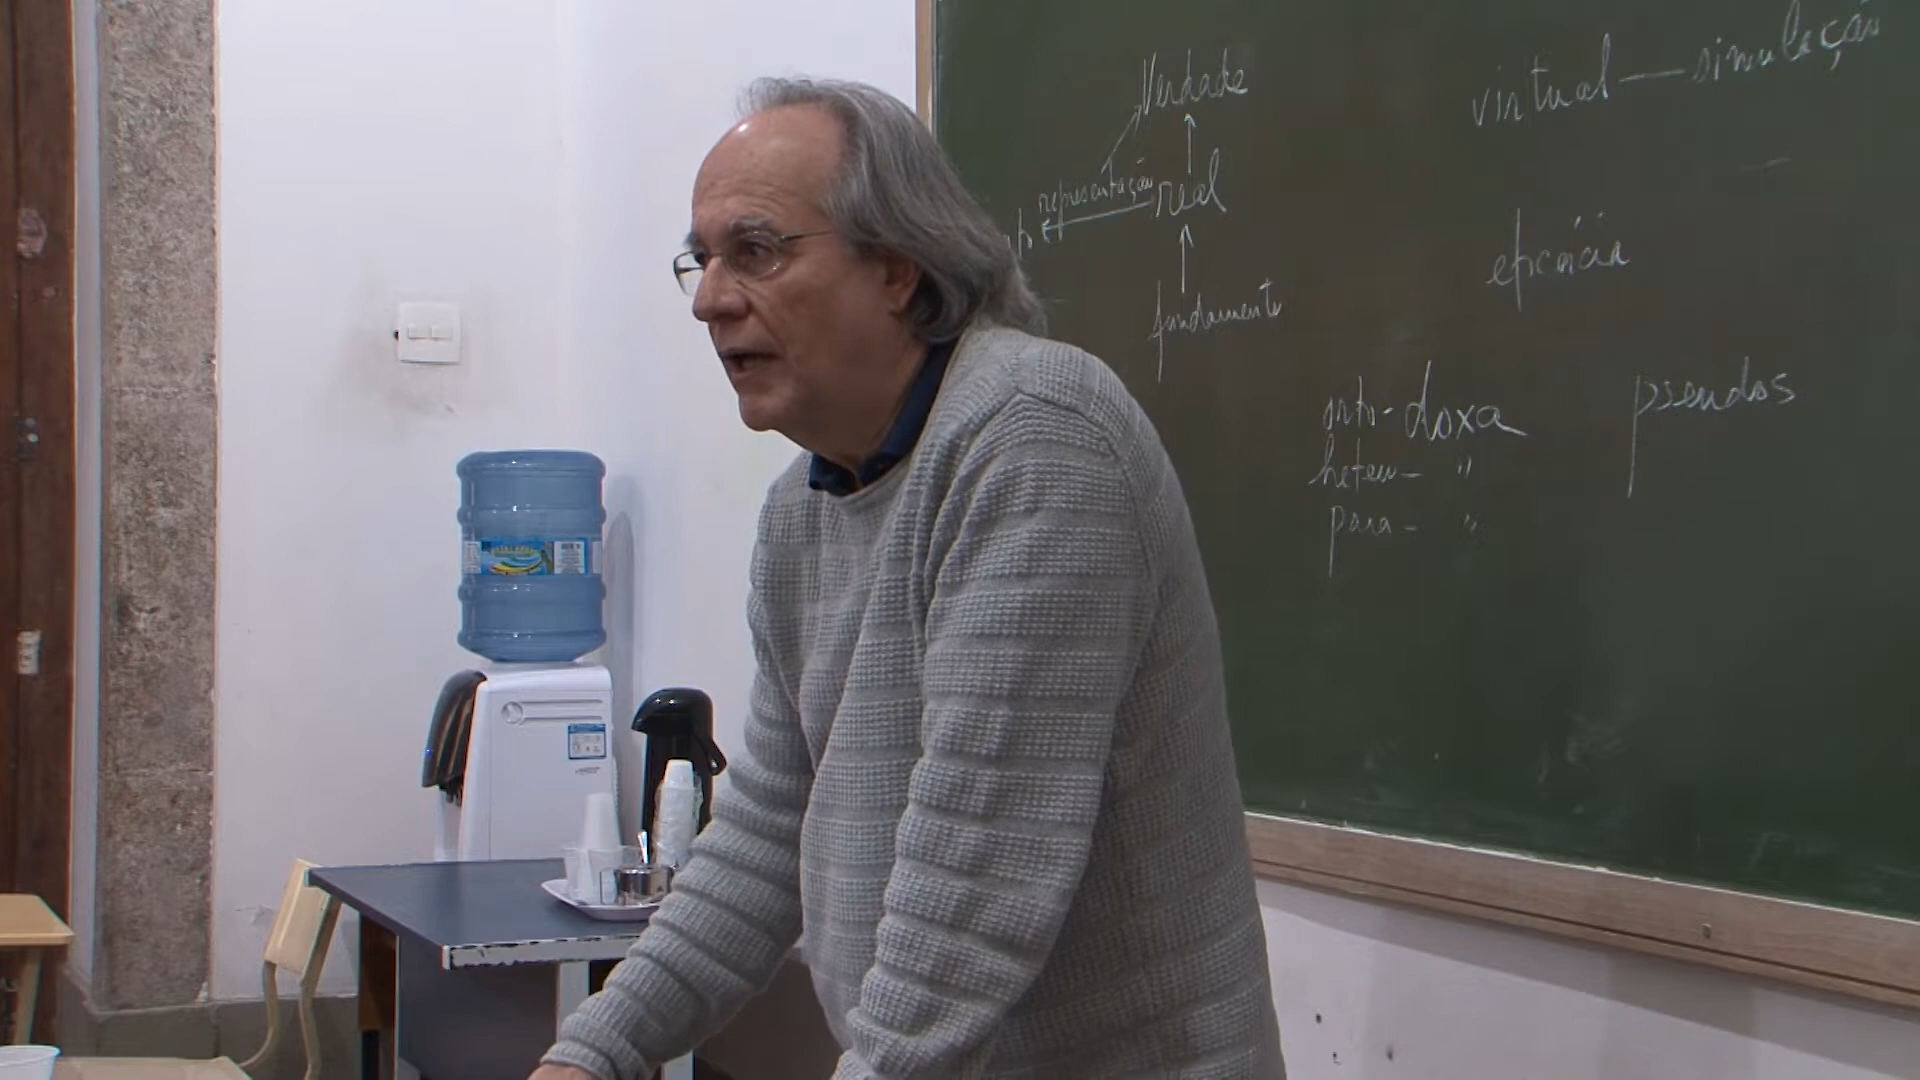 Verdade
representação real
fundamento
virtual — simulação
eficácia
orto-doxa
hetero- "
para- "
pseudos